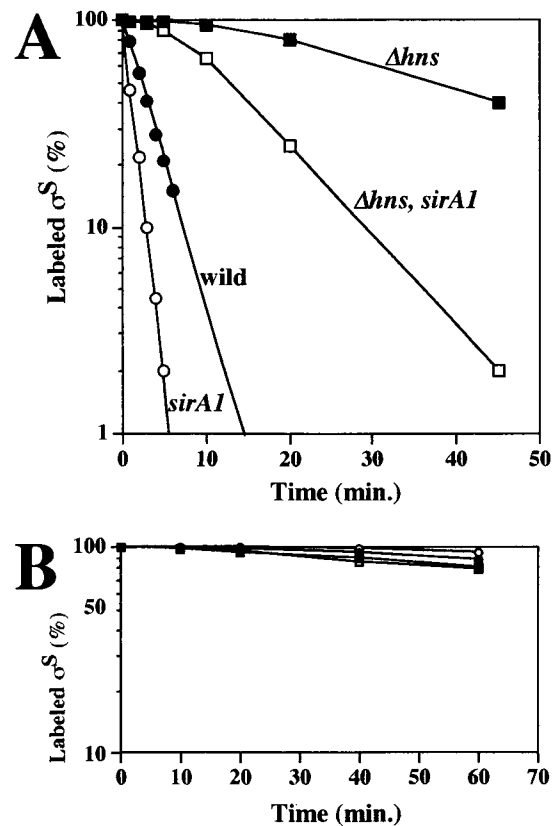 A
Labeled σS (%)
100
10
1
Δhns
Δhns, sirA1
wild
sirA1
0 10 20 30 40 50
Time (min.)
B
Labeled σS (%)
100
50
10
0 10 20 30 40 50 60 70
Time (min.)